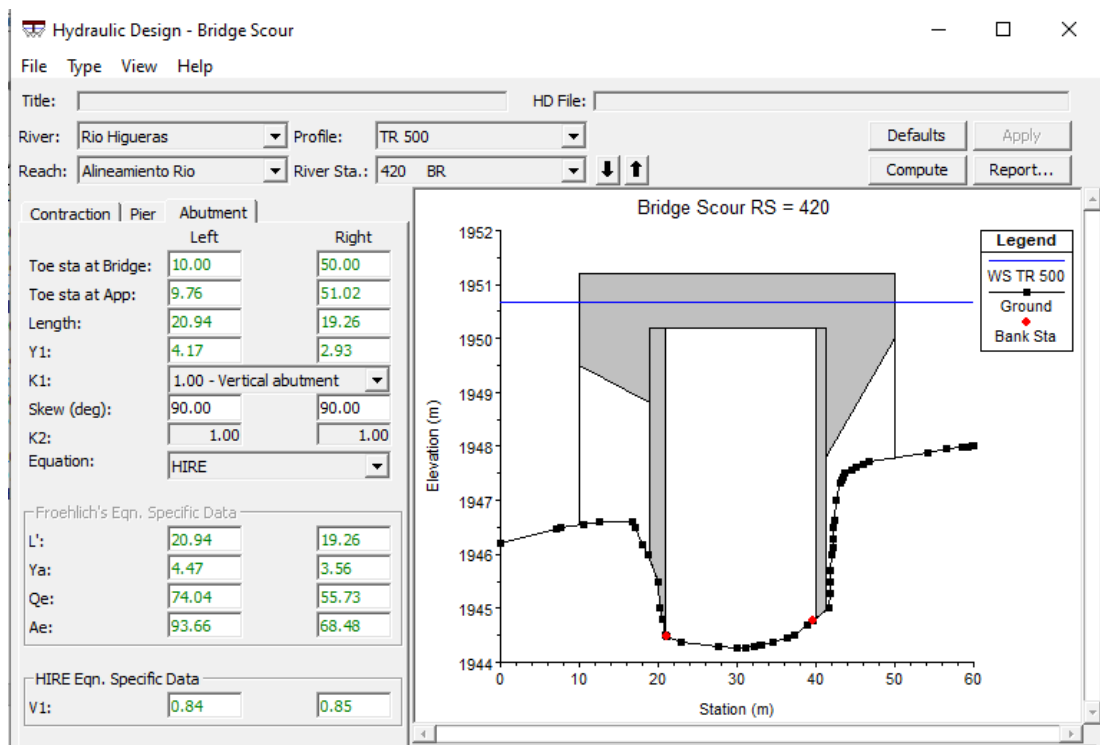 Hydraulic Design - Bridge Scour
File Type View Help
Title: HD File:
River: Rio Higueras Profile: TR 500 Defaults Apply
Reach: Alineamiento Rio River Sta.: 420 BR Compute Report...
Contraction Pier Abutment
Left Right
Toe sta at Bridge: 10.00 50.00
Toe sta at App: 9.76 51.02
Length: 20.94 19.26
Y1: 4.17 2.93
K1: 1.00 - Vertical abutment
Skew (deg): 90.00 90.00
K2: 1.00 1.00
Equation: HIRE
Froehlich's Eqn. Specific Data
L': 20.94 19.26
Ya: 4.47 3.56
Qe: 74.04 55.73
Ae: 93.66 68.48
HIRE Eqn. Specific Data
V1: 0.84 0.85
Bridge Scour RS = 420
1952
1951
1950
1949
1948
1947
1946
1945
1944
Elevation (m)
0 10 20 30 40 50 60
Station (m)
Legend
WS TR 500
Ground
Bank Sta